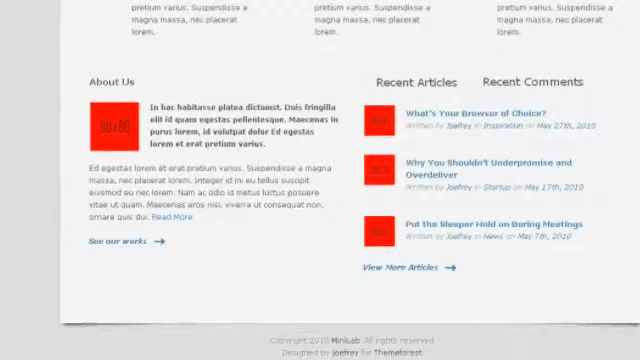 pretium varius. Suspendisse a
magna massa, nec placerat
lorem.
pretium varius. Suspendisse a
magna massa, nec placerat
lorem.
pretium varius. Suspendisse a
magna massa, nec placerat
lorem.
About Us
80x80
In hac habitasse platea dictumst. Duis fringilla
elit id quam egestas pellentesque. Maecenas in
purus lorem, id volutpat dolor Ed egestas
lorem et erat pretium varius.
Ed egestas lorem et erat pretium varius. Suspendisse a magna
massa, nec placerat lorem. Integer id mi eu tellus suscipit
euismod eu nec lorem. Nam ac odio id metus luctus posuere
vitae ut quam. Maecenas eros nisi, viverra ut consequat non,
ornare quis dui. Read More
See our works
Recent Articles
Recent Comments
What's Your Browser of Choice?
Written by Joefrey in Inspiration on May 27th, 2010
Why You Shouldn't Underpromise and
Overdeliver
Written by Joefrey in Startup on May 17th, 2010
Put the Sleeper Hold on Boring Meetings
Written by Joefrey in News on May 7th, 2010
View More Articles
Copyright 2010 MiniLab. All rights reserved
Designed by Joefrey for Themeforest